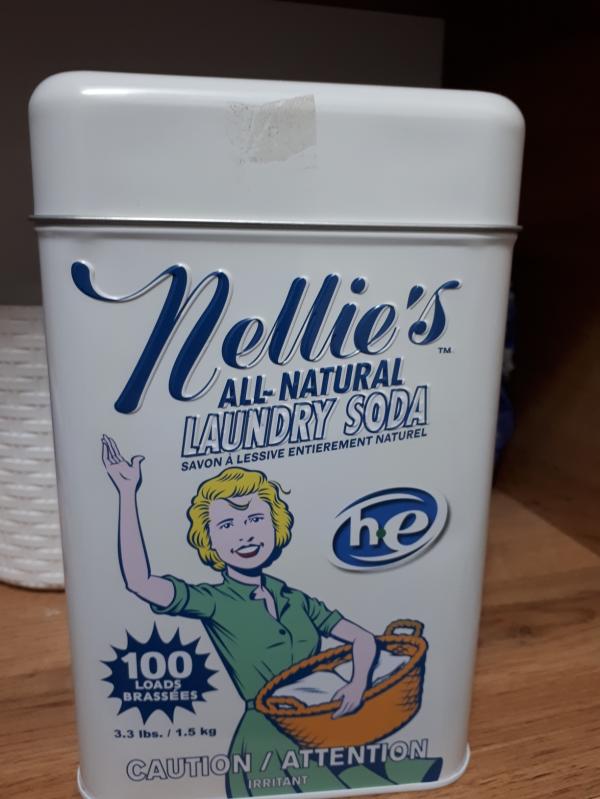 Nellie's
TM
ALL-NATURAL
LAUNDRY SODA
SAVON À LESSIVE ENTIEREMENT NATUREL
he
100
LOADS
BRASSÉES
3.3 lbs. / 1.5 kg
CAUTION / ATTENTION
IRRITANT